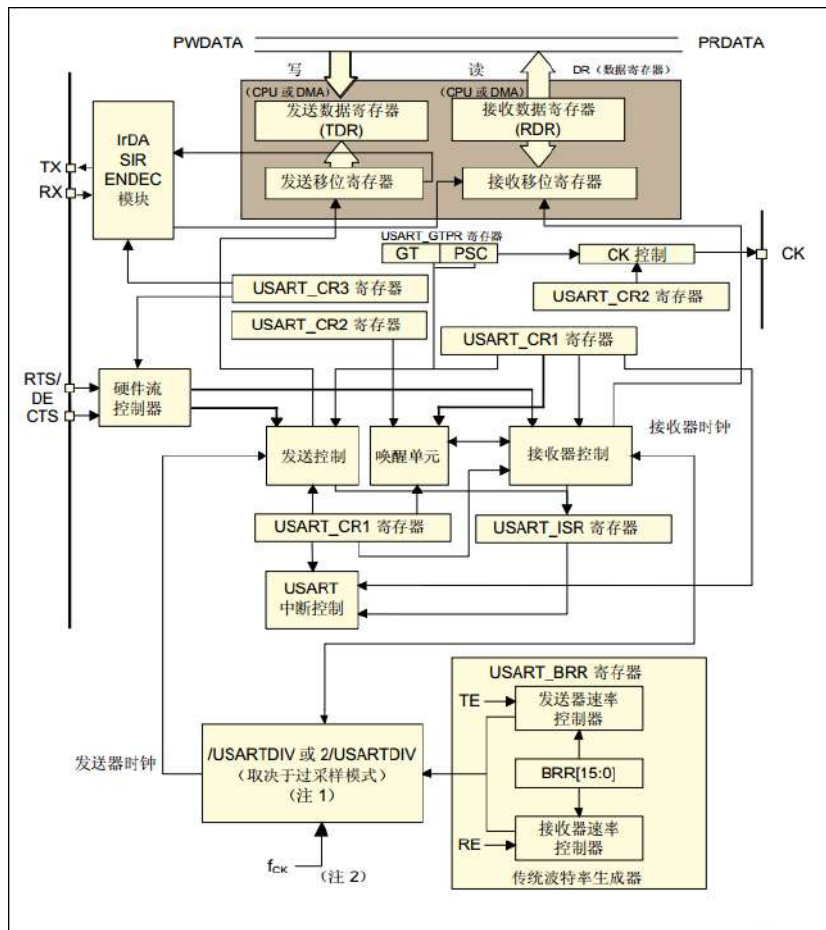 PWDATA
PRDATA
写
读
DR（数据寄存器）
(CPU 或 DMA)
(CPU 或 DMA)
发送数据寄存器
(TDR)
接收数据寄存器
(RDR)
IrDA
SIR
ENDEC
模块
TX
RX
发送移位寄存器
接收移位寄存器
USART_GTPR 寄存器
GT
PSC
CK 控制
CK
USART_CR3 寄存器
USART_CR2 寄存器
USART_CR2 寄存器
USART_CR1 寄存器
RTS/
DE
CTS
硬件流
控制器
接收器时钟
发送控制
唤醒单元
接收器控制
USART_CR1 寄存器
USART_ISR 寄存器
USART
中断控制
USART_BRR 寄存器
TE
发送器速率
控制器
发送器时钟
/USARTDIV 或 2/USARTDIV
（取决于过采样模式）
（注 1）
BRR[15:0]
RE
接收器速率
控制器
fCK
（注 2）
传统波特率生成器